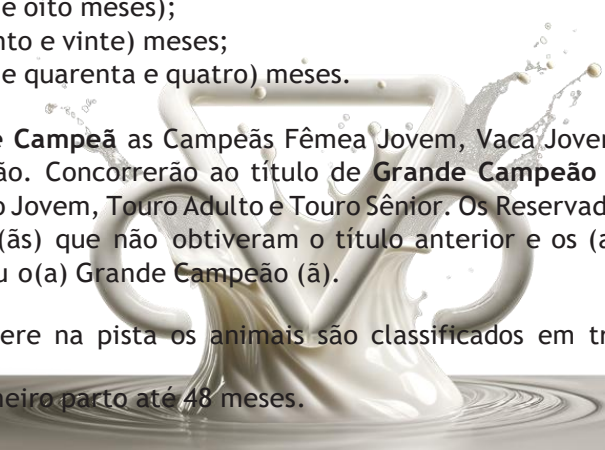 e oito meses);
nto e vinte) meses;
e quarenta e quatro) meses.
e Campeã as Campeãs Fêmea Jovem, Vaca Joven
ão. Concorrerão ao título de Grande Campeão
o Jovem, Touro Adulto e Touro Sênior. Os Reservad
(ãs) que não obtiveram o título anterior e os (a
u o(a) Grande Campeão (ã).
ere na pista os animais são classificados em tr
neiro parto até 48 meses.